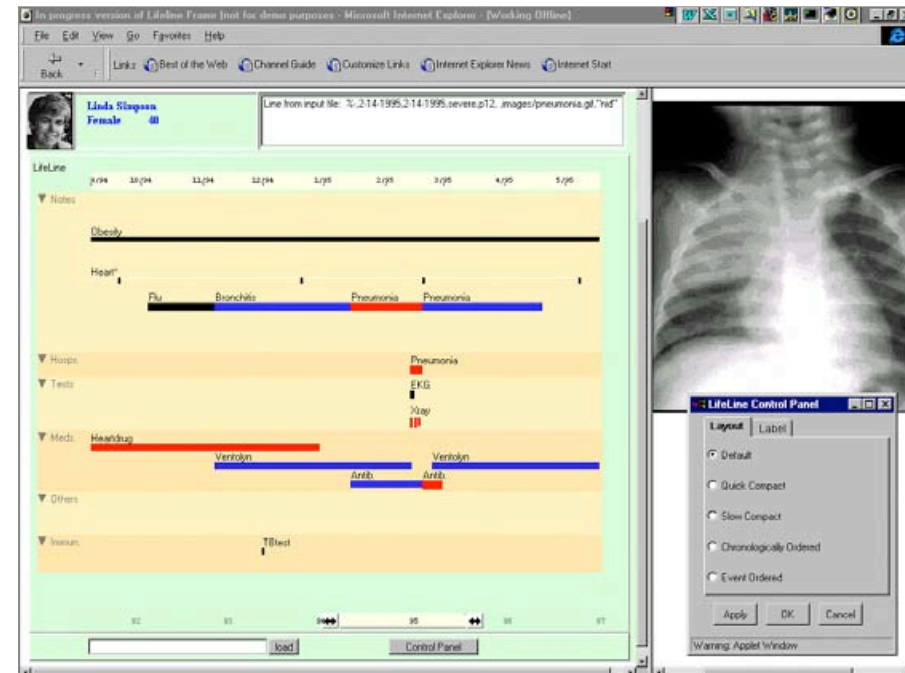 In progress version of Lifeline Frame (not for demo purposes - Microsoft Internet Explorer - [Working Offline]
File Edit View Go Favorites Help
Back
Links Best of the Web Channel Guide Customize Links Internet Explorer News Internet Start
Linda Simpson
Female 40
Line from input file: %-,2-14-1995,2-14-1995,severe,p12, ,images/pneumonia.gif,"nid"
LifeLine
9/94 10/94 11/94 12/94 1/95 2/95 3/95 4/95 5/95
Notes
Obesity
Heart*
Flu Bronchitis Pneumonia Pneumonia
Hosps. Pneumonia
Tests EKG
Xray
Meds. Heartdrug
Ventolyn Ventolyn
Antib. Antib.
Others
Immun. TBtest
92 93 94 95 96 97
load Control Panel
LifeLine Control Panel
Layout Label
Default
Quick Compact
Slow Compact
Chronologically Ordered
Event Ordered
Apply OK Cancel
Warning: Applet Window